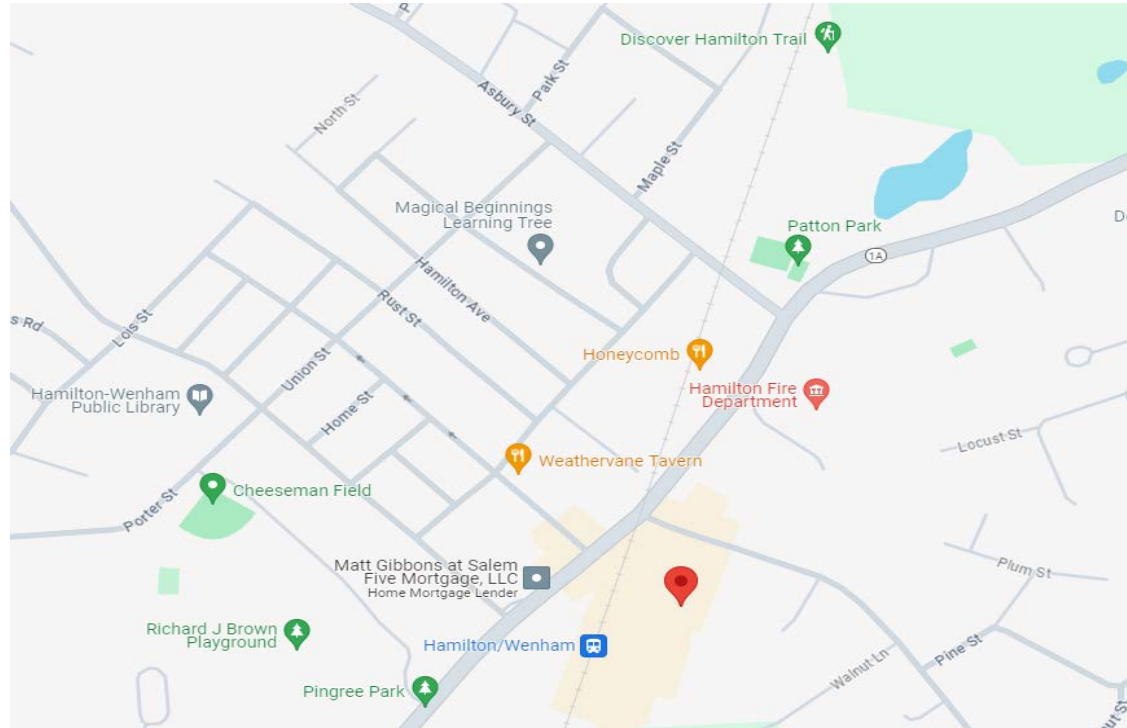 Discover Hamilton Trail
Park St
Asbury St
North St
Maple St
Magical Beginnings
Learning Tree
Patton Park
1A
Hamilton Ave
Rust St
s Rd
Lois St
Union St
Honeycomb
Hamilton Fire
Department
Hamilton-Wenham
Public Library
Home St
Locust St
Weathervane Tavern
Cheeseman Field
Porter St
Matt Gibbons at Salem
Five Mortgage, LLC
Home Mortgage Lender
Plum St
Richard J Brown
Playground
Hamilton/Wenham
Pine St
Walnut Ln
Pingree Park